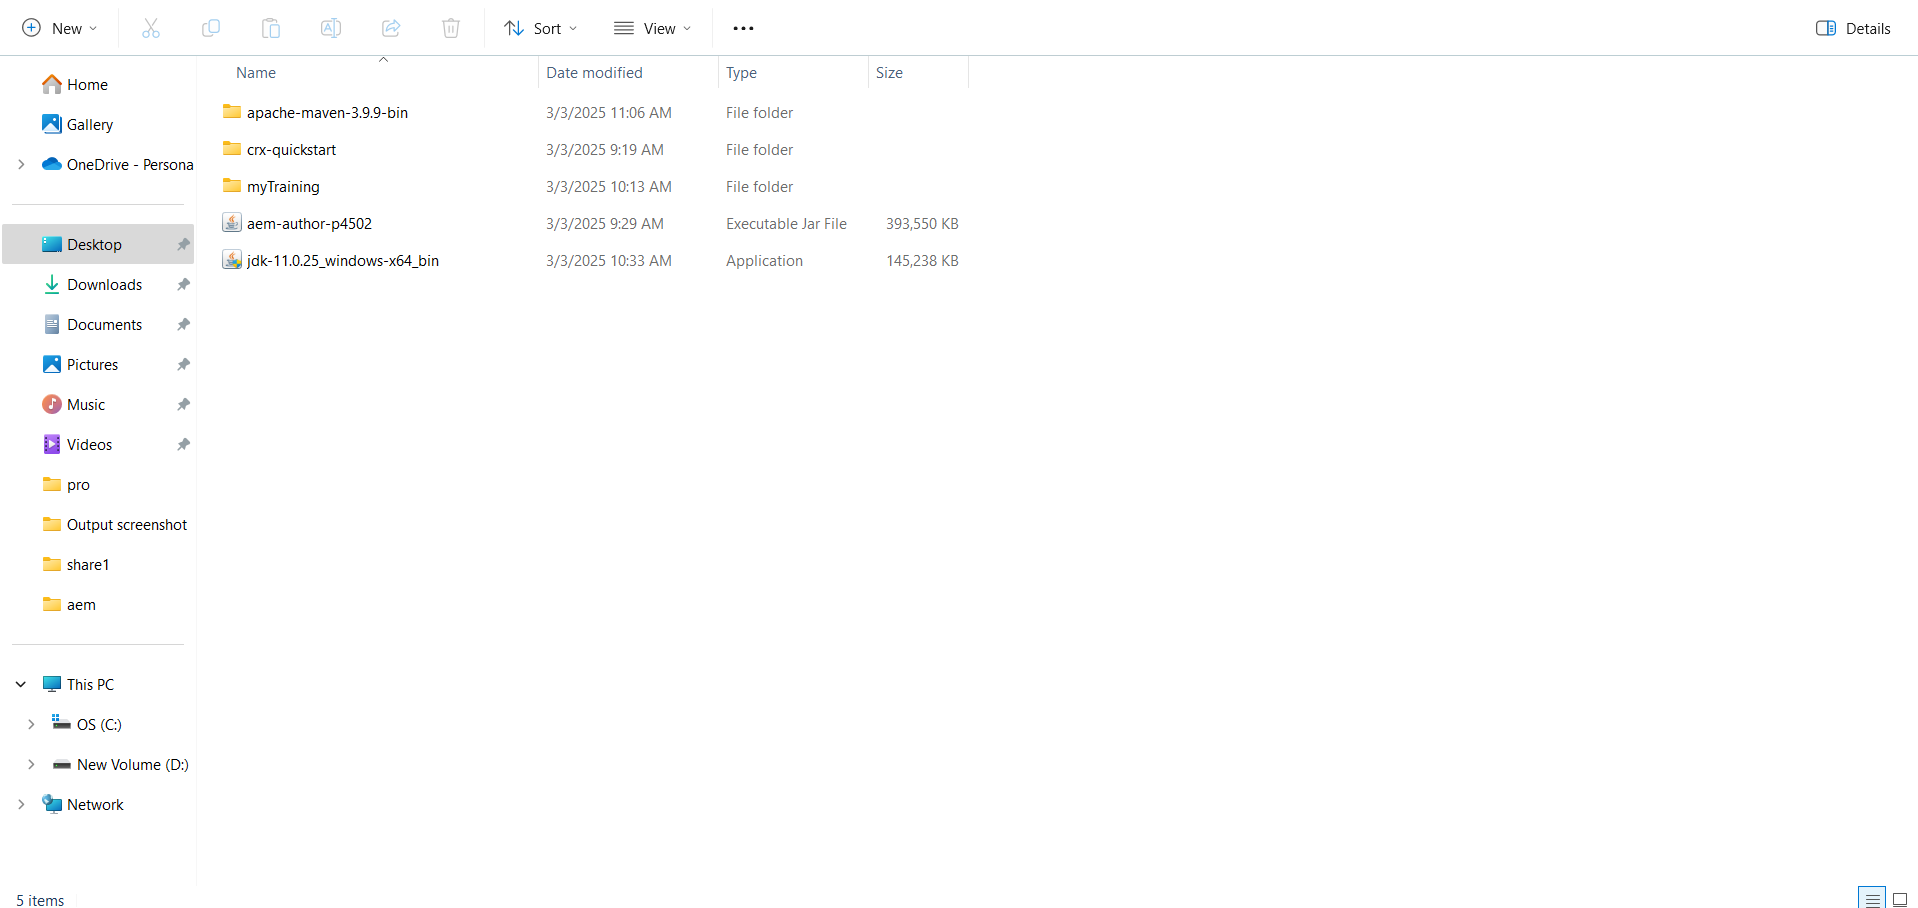 New
Sort
View
Details
Name Date modified Type Size
Home
Gallery
OneDrive - Persona
Desktop
Downloads
Documents
Pictures
Music
Videos
pro
Output screenshot
share1
aem
This PC
OS (C:)
New Volume (D:)
Network
apache-maven-3.9.9-bin 3/3/2025 11:06 AM File folder
crx-quickstart 3/3/2025 9:19 AM File folder
myTraining 3/3/2025 10:13 AM File folder
aem-author-p4502 3/3/2025 9:29 AM Executable Jar File 393,550 KB
jdk-11.0.25_windows-x64_bin 3/3/2025 10:33 AM Application 145,238 KB
5 items